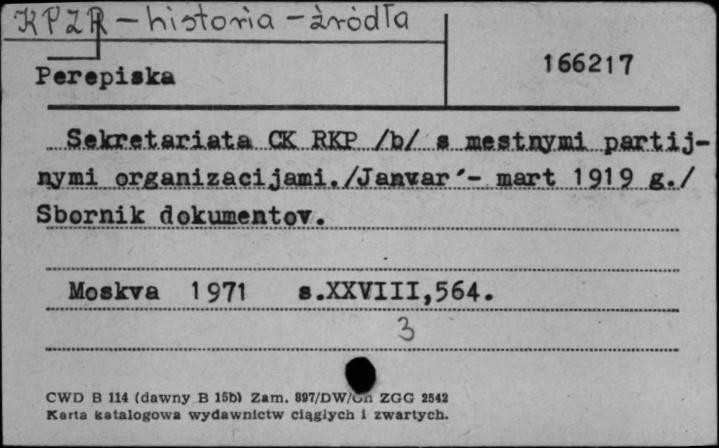 KPZR – historia – źródła
Perepiska
166217
Sekretariata CK RKP /b/ s mestnymi partij-
nymi organizacijami./Janvar´- mart 1919 g./
Sbornik dokumentov.
Moskva 1971 s.XXVIII,564.
3
CWD B 114 (dawny B 15b) Zam. 897/DW/Ch ZGG 2542
Karta katalogowa wydawnictw ciągłych i zwartych.